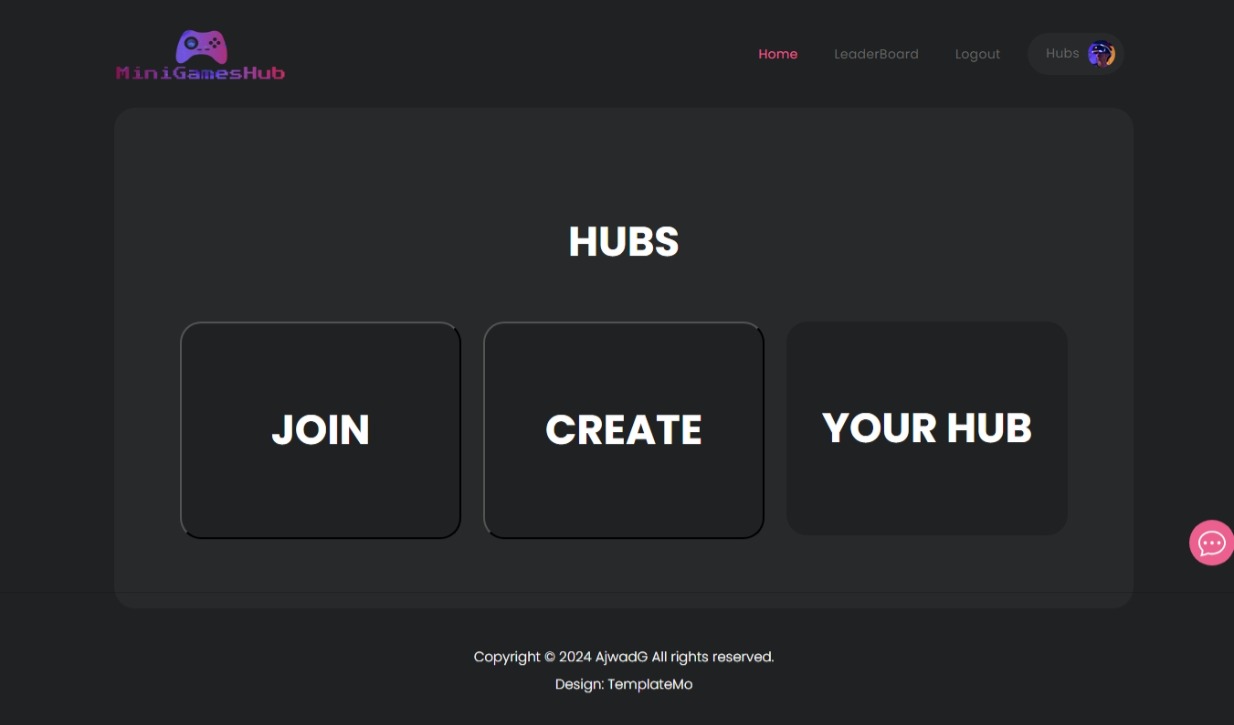 MiniGamesHub
Home
LeaderBoard
Logout
Hubs
HUBS
JOIN
CREATE
YOUR HUB
Copyright © 2024 AjwadG All rights reserved.
Design: TemplateMo